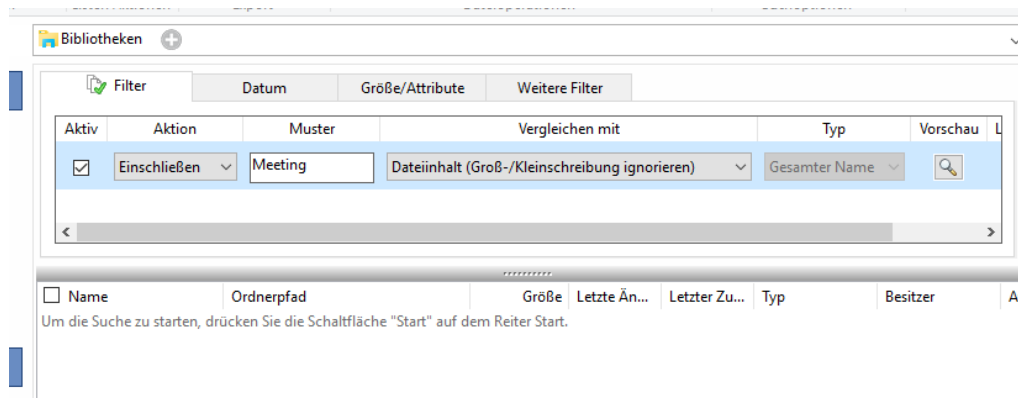 Bibliotheken
Filter Datum Größe/Attribute Weitere Filter
Aktiv Aktion Muster Vergleichen mit Typ Vorschau L
Einschließen Meeting Dateiinhalt (Groß-/Kleinschreibung ignorieren) Gesamter Name
Name Ordnerpfad Größe Letzte Än... Letzter Zu... Typ Besitzer A
Um die Suche zu starten, drücken Sie die Schaltfläche "Start" auf dem Reiter Start.